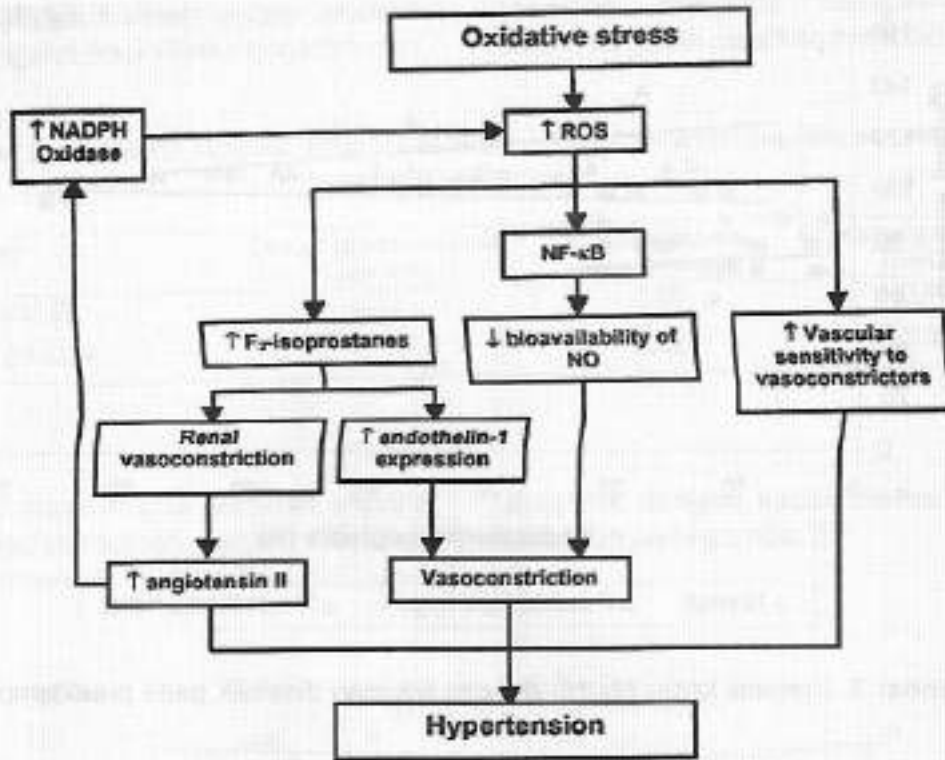 Oxidative stress
↑ NADPH
Oxidase
↑ ROS
NF-κB
↑ F₂-isoprostanes
↓ bioavailability of
NO
↑ Vascular
sensitivity to
vasoconstrictors
Renal
vasoconstriction
↑ endothelin-1
expression
↑ angiotensin II
Vasoconstriction
Hypertension